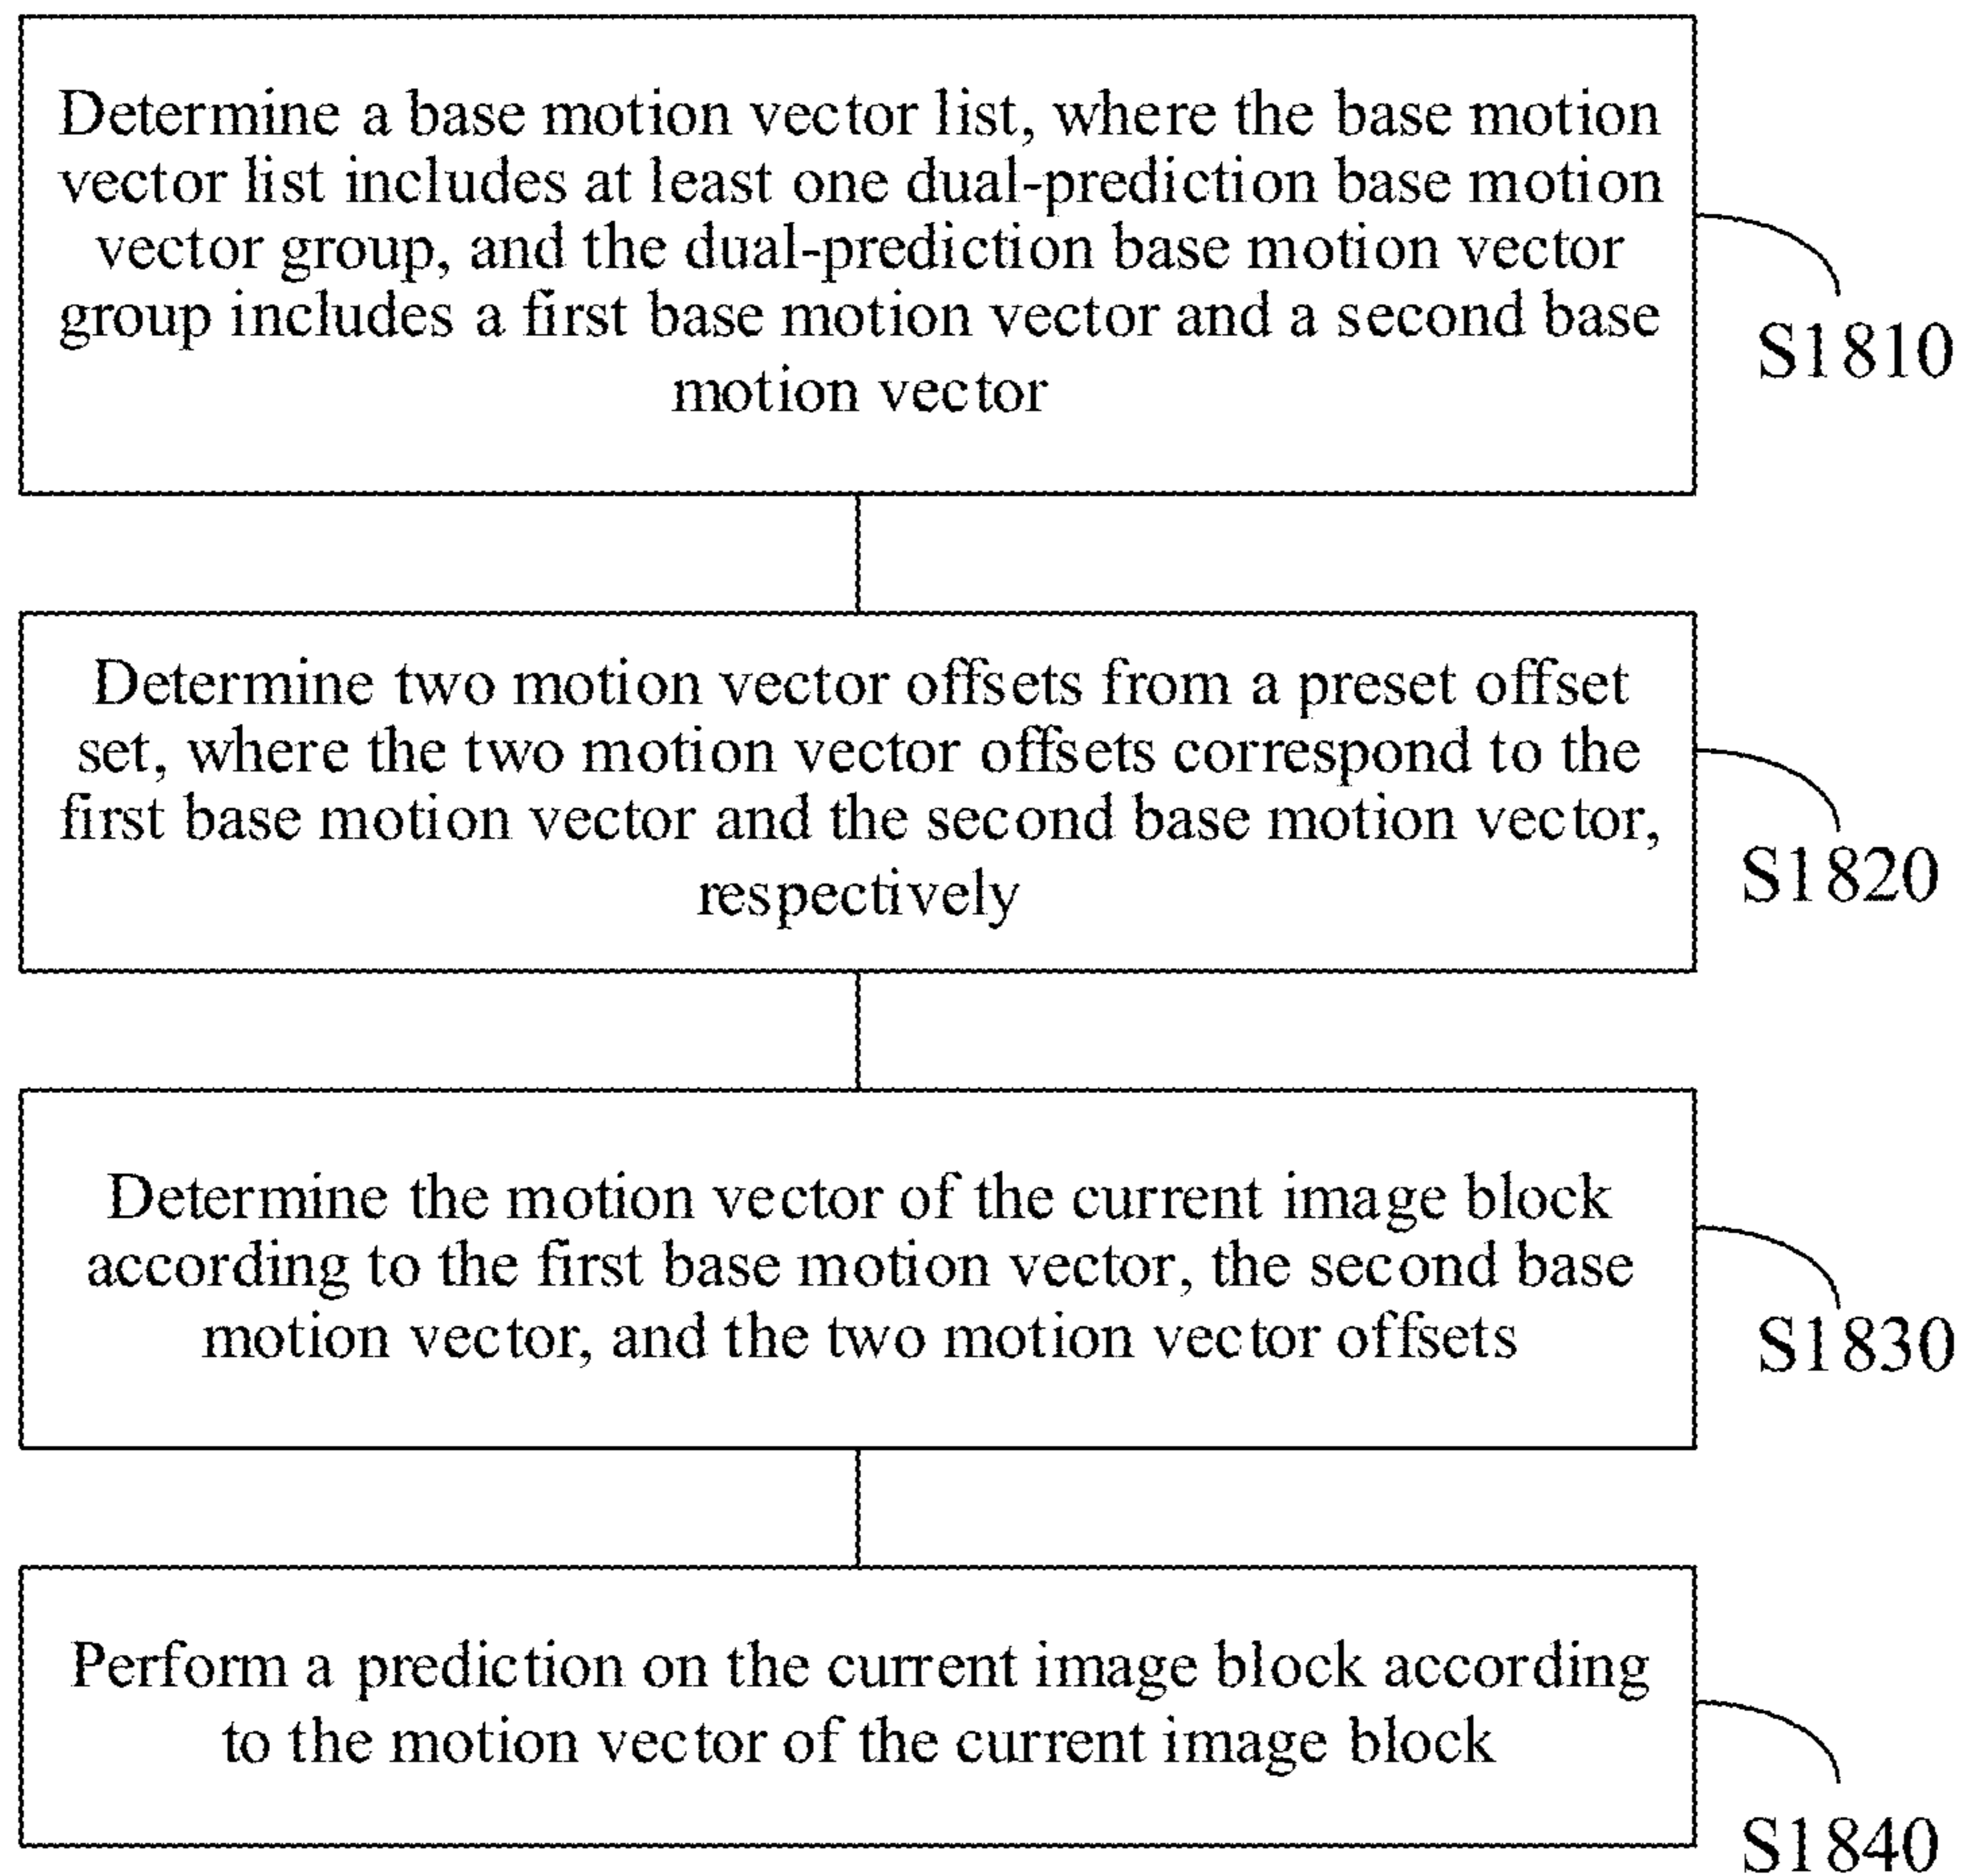 Determine a base motion vector list, where the base motion
vector list includes at least one dual-prediction base motion
vector group, and the dual-prediction base motion vector
group includes a first base motion vector and a second base
motion vector
S1810
Determine two motion vector offsets from a preset offset
set, where the two motion vector offsets correspond to the
first base motion vector and the second base motion vector,
respectively
S1820
Determine the motion vector of the current image block
according to the first base motion vector, the second base
motion vector, and the two motion vector offsets
S1830
Perform a prediction on the current image block according
to the motion vector of the current image block
S1840